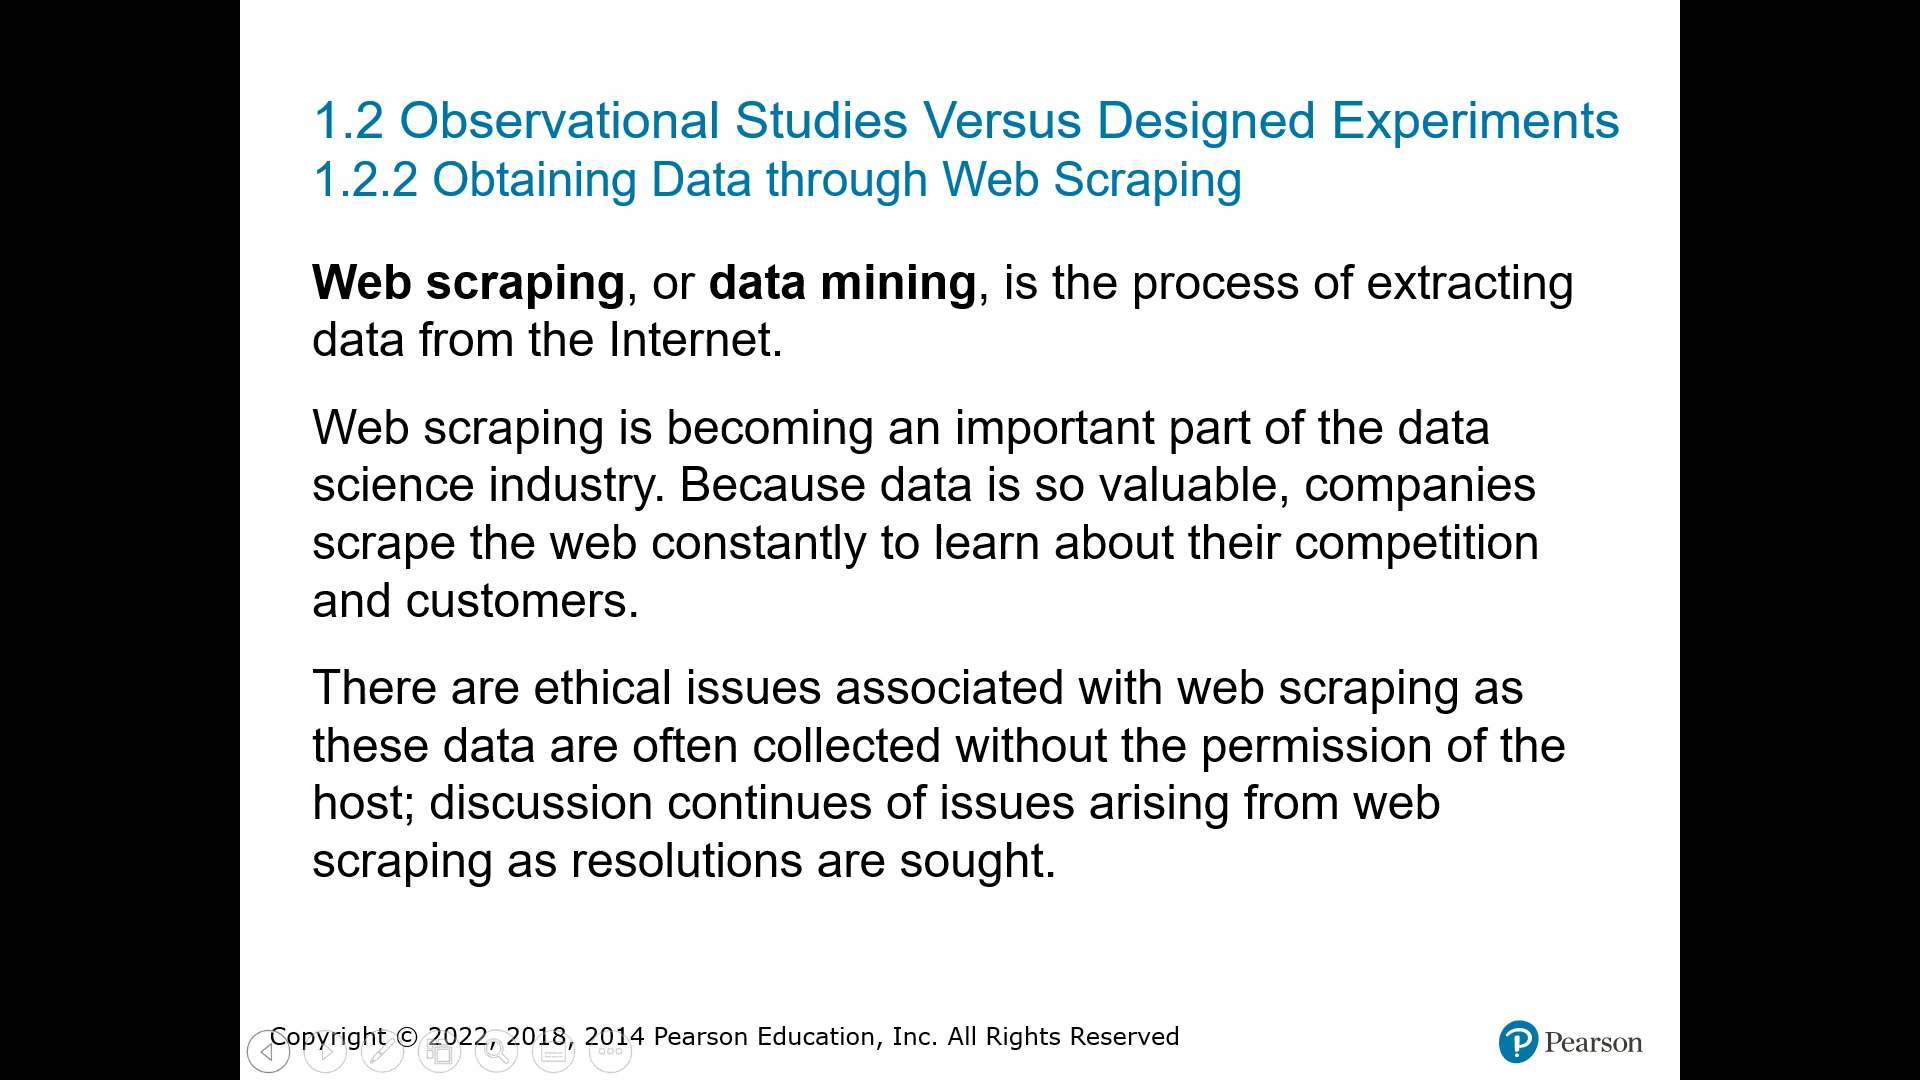 1.2 Observational Studies Versus Designed Experiments
1.2.2 Obtaining Data through Web Scraping
Web scraping, or data mining, is the process of extracting
data from the Internet.
Web scraping is becoming an important part of the data
science industry. Because data is so valuable, companies
scrape the web constantly to learn about their competition
and customers.
There are ethical issues associated with web scraping as
these data are often collected without the permission of the
host; discussion continues of issues arising from web
scraping as resolutions are sought.
Copyright © 2022, 2018, 2014 Pearson Education, Inc. All Rights Reserved
Pearson